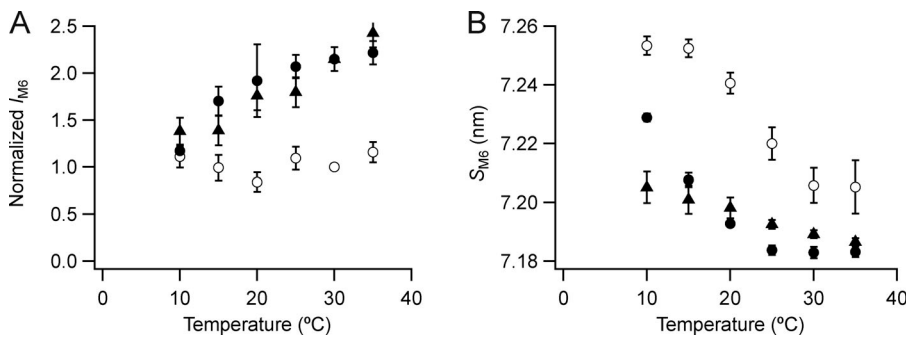 A
2.5
2.0
1.5
1.0
0.5
0.0
Normalized I_M6
0 10 20 30 40
Temperature (ºC)
B
7.26
7.24
7.22
7.20
7.18
S_M6 (nm)
0 10 20 30 40
Temperature (ºC)